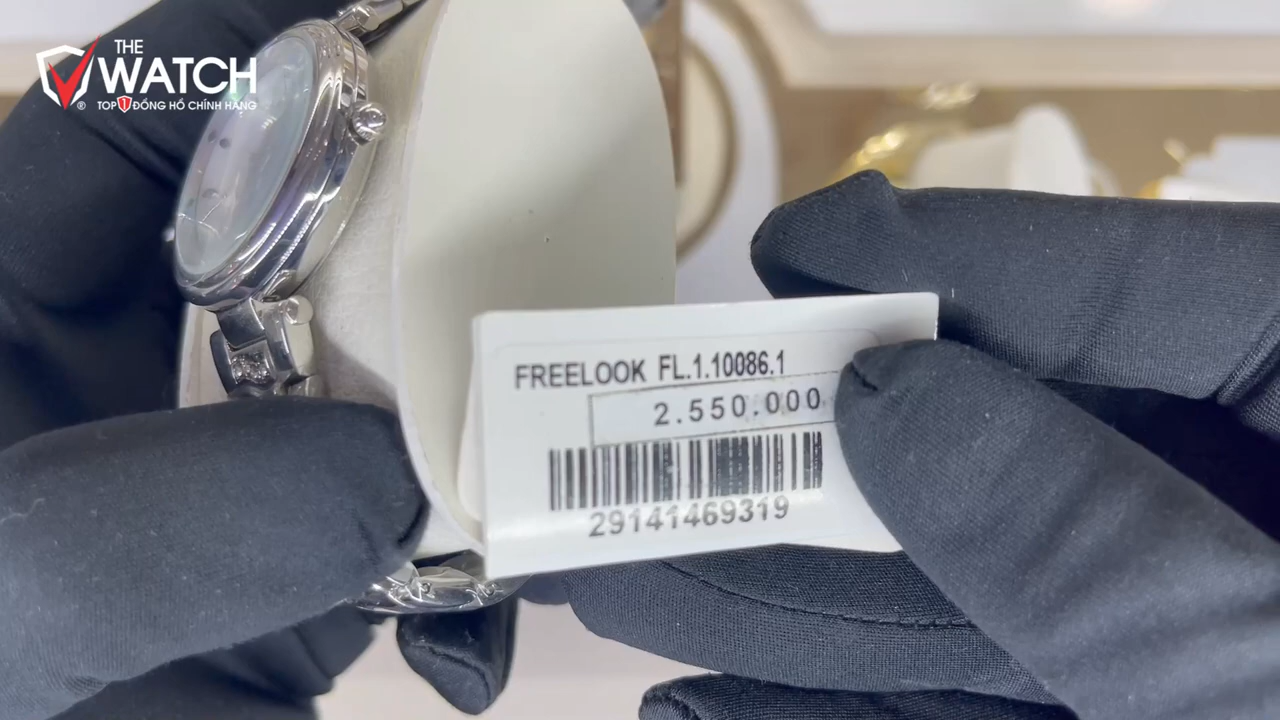 THE
WATCH
®
TOP 1 ĐỒNG HỒ CHÍNH HÃNG
FREELOOK FL.1.10086.1
2.550.000
29141469319